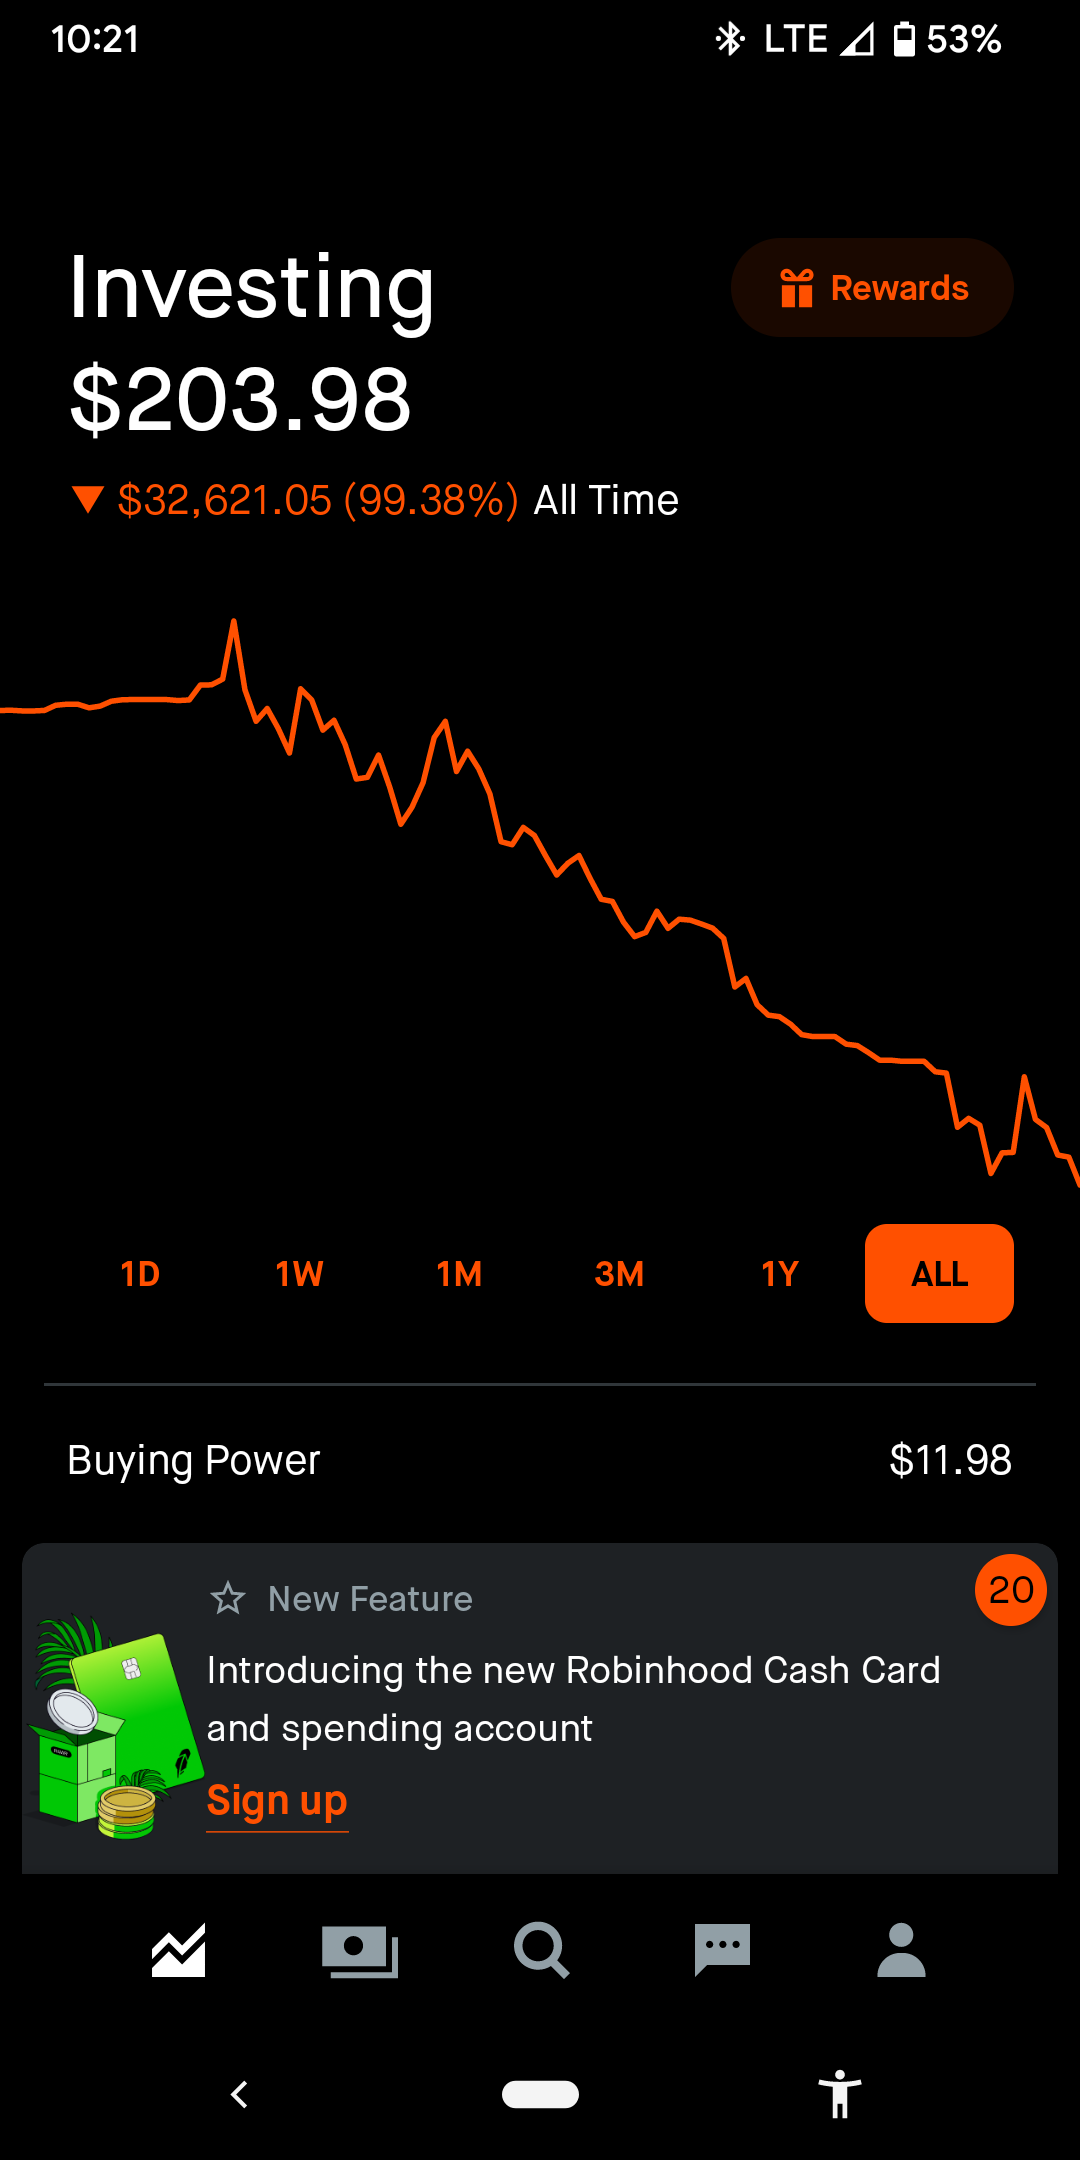 10:21 LTE 53%
Investing
Rewards
$203.98
▼ $32,621.05 (99.38%) All Time
1D 1W 1M 3M 1Y ALL
Buying Power $11.98
New Feature
20
Introducing the new Robinhood Cash Card
and spending account
Sign up